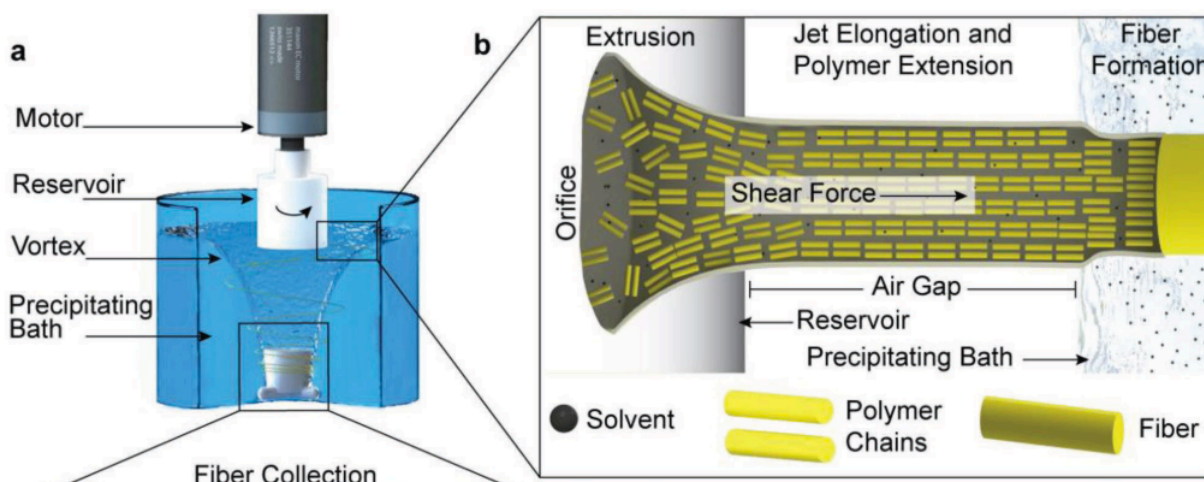 a
Motor
Reservoir
Vortex
Precipitating
Bath
Fiber Collection
b
Extrusion
Jet Elongation and
Polymer Extension
Fiber
Formation
Orifice
Shear Force
Air Gap
Reservoir
Precipitating Bath
Solvent
Polymer
Chains
Fiber